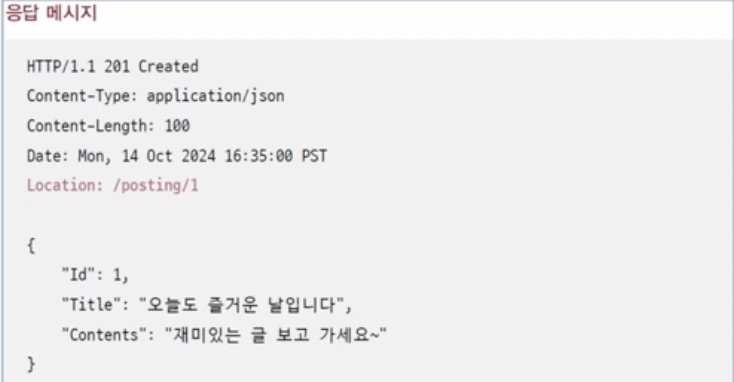 응답 메시지
HTTP/1.1 201 Created
Content-Type: application/json
Content-Length: 100
Date: Mon, 14 Oct 2024 16:35:00 PST
Location: /posting/1
{
"Id": 1,
"Title": "오늘도 즐거운 날입니다",
"Contents": "재미있는 글 보고 가세요~"
}